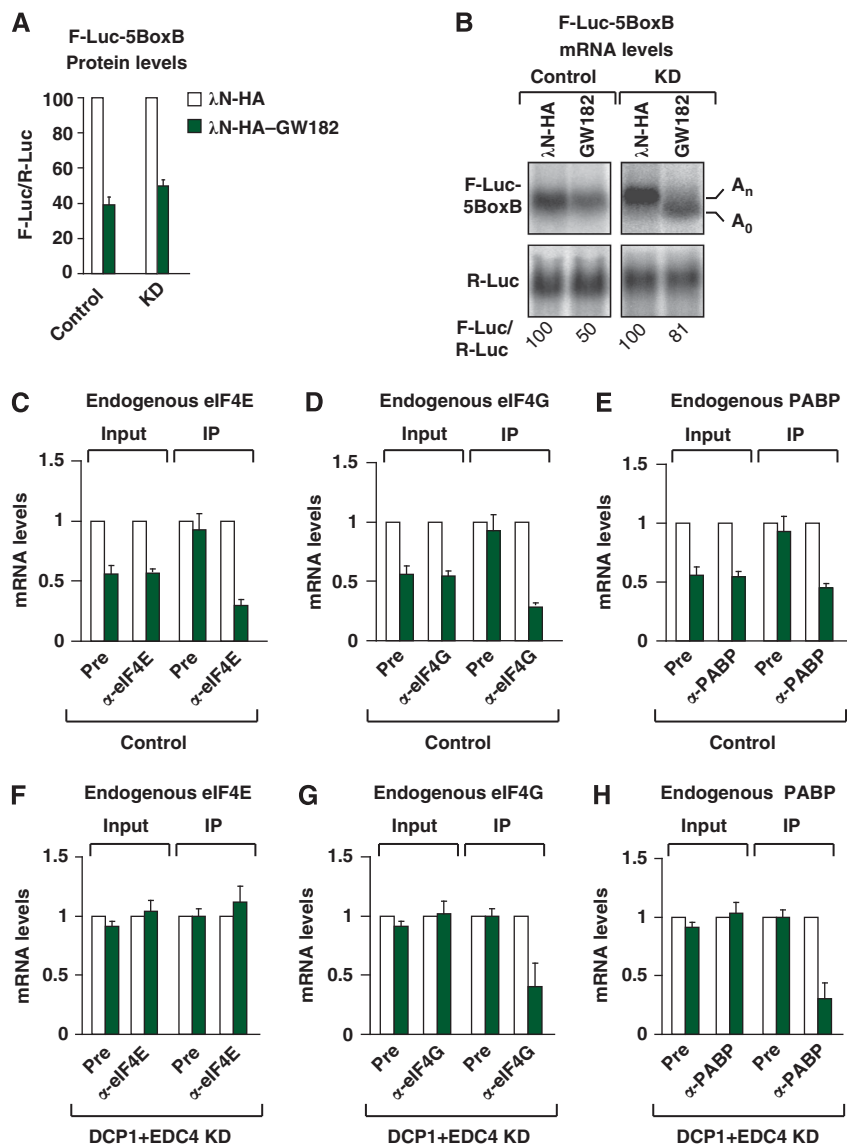 A
F-Luc-5BoxB
Protein levels
F-Luc/R-Luc
100
80
60
40
20
0
λN-HA
λN-HA–GW182
Control
KD
B
F-Luc-5BoxB
mRNA levels
Control
KD
λN-HA
GW182
λN-HA
GW182
F-Luc-
5BoxB
An
A0
R-Luc
F-Luc/
R-Luc
100
50
100
81
C
Endogenous eIF4E
Input
IP
mRNA levels
1.5
1
0.5
0
Pre
α-eIF4E
Pre
α-eIF4E
Control
D
Endogenous eIF4G
Input
IP
mRNA levels
1.5
1
0.5
0
Pre
α-eIF4G
Pre
α-eIF4G
Control
E
Endogenous PABP
Input
IP
mRNA levels
1.5
1
0.5
0
Pre
α-PABP
Pre
α-PABP
Control
F
Endogenous eIF4E
Input
IP
mRNA levels
1.5
1
0.5
0
Pre
α-eIF4E
Pre
α-eIF4E
DCP1+EDC4 KD
G
Endogenous eIF4G
Input
IP
mRNA levels
1.5
1
0.5
0
Pre
α-eIF4G
Pre
α-eIF4G
DCP1+EDC4 KD
H
Endogenous PABP
Input
IP
mRNA levels
1.5
1
0.5
0
Pre
α-PABP
Pre
α-PABP
DCP1+EDC4 KD